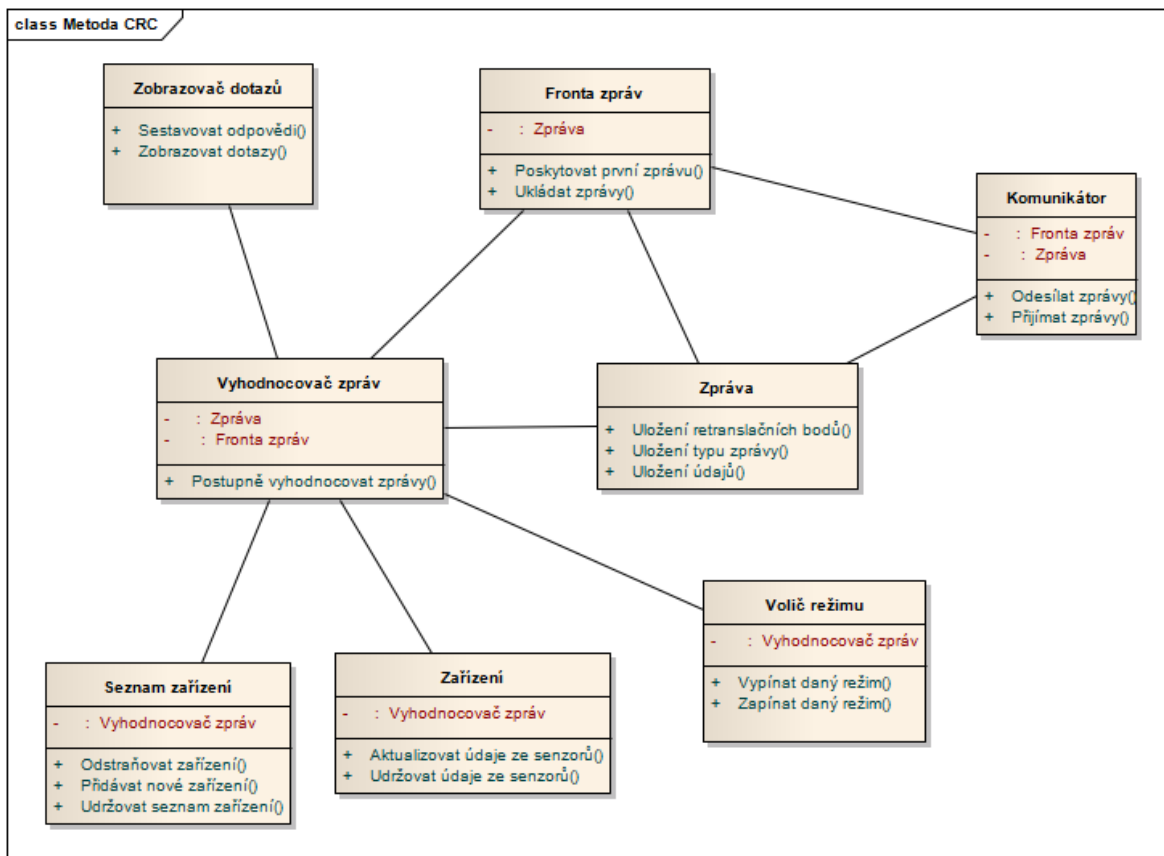 class Metoda CRC
Zobrazovač dotazů
+ Sestavovat odpovědi()
+ Zobrazovat dotazy()
Fronta zpráv
- : Zpráva
+ Poskytovat první zprávu()
+ Ukládat zprávy()
Komunikátor
- : Fronta zpráv
- : Zpráva
+ Odesílat zprávy()
+ Přijímat zprávy()
Vyhodnocovač zpráv
- : Zpráva
- : Fronta zpráv
+ Postupně vyhodnocovat zprávy()
Zpráva
+ Uložení retranslačních bodů()
+ Uložení typu zprávy()
+ Uložení údajů()
Volič režimu
- : Vyhodnocovač zpráv
+ Vypínat daný režim()
+ Zapínat daný režim()
Seznam zařízení
- : Vyhodnocovač zpráv
+ Odstraňovat zařízení()
+ Přidávat nové zařízení()
+ Udržovat seznam zařízení()
Zařízení
- : Vyhodnocovač zpráv
+ Aktualizovat údaje ze senzorů()
+ Udržovat údaje ze senzorů()